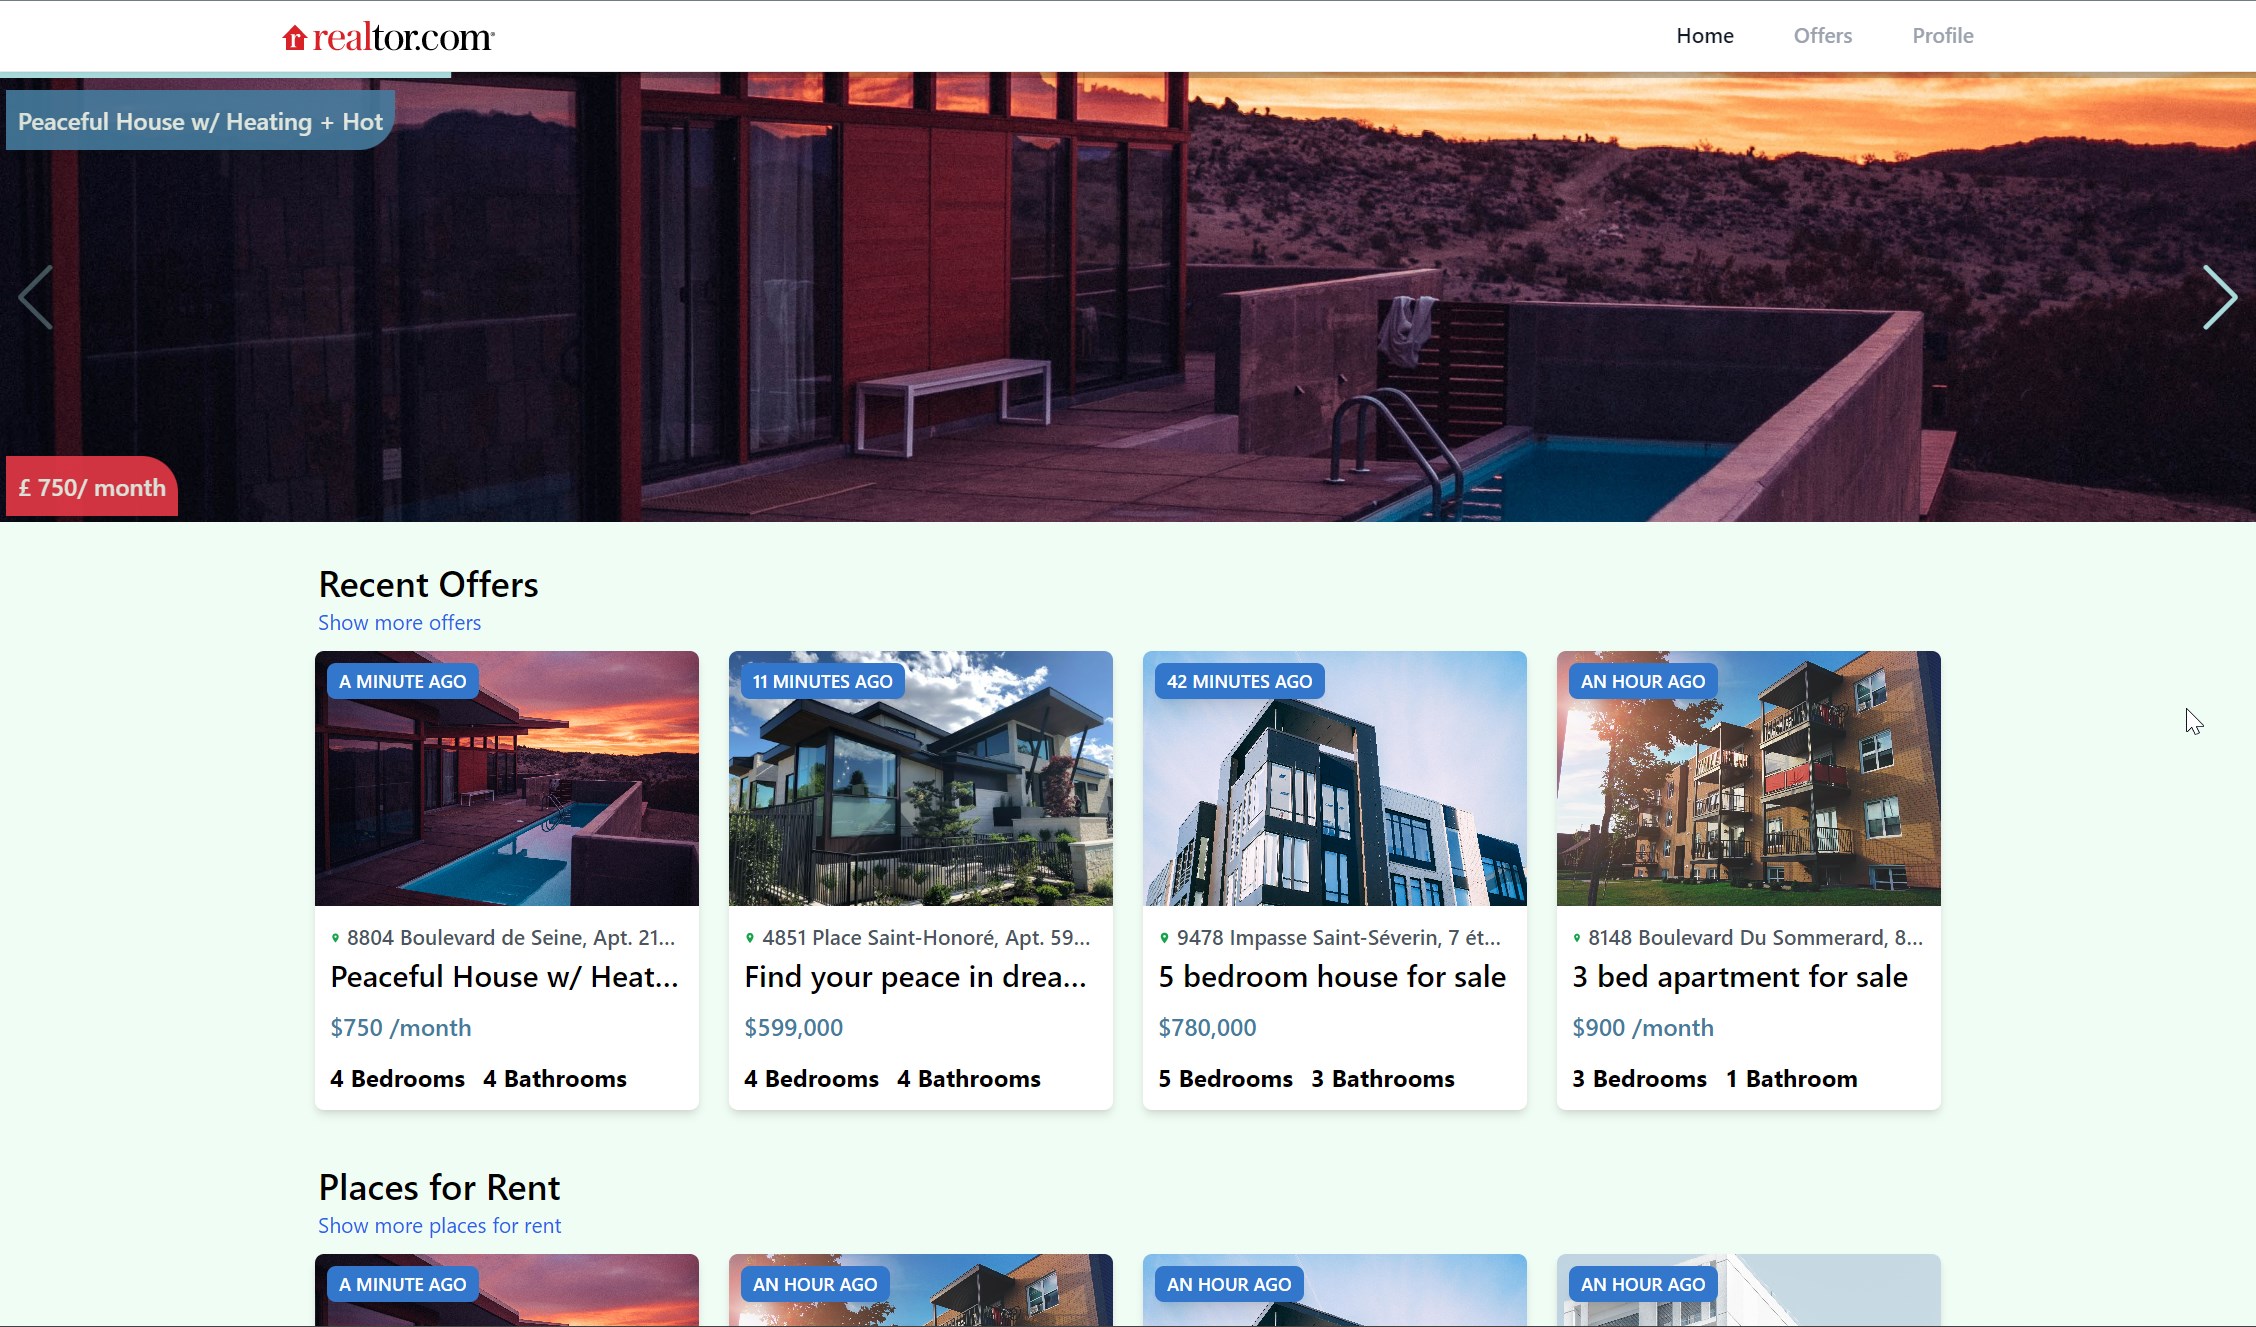 realtor.com
Home
Offers
Profile
Peaceful House w/ Heating + Hot
£ 750/ month
Recent Offers
Show more offers
A MINUTE AGO
8804 Boulevard de Seine, Apt. 21...
Peaceful House w/ Heat...
$750 /month
4 Bedrooms 4 Bathrooms
11 MINUTES AGO
4851 Place Saint-Honoré, Apt. 59...
Find your peace in drea...
$599,000
4 Bedrooms 4 Bathrooms
42 MINUTES AGO
9478 Impasse Saint-Séverin, 7 ét...
5 bedroom house for sale
$780,000
5 Bedrooms 3 Bathrooms
AN HOUR AGO
8148 Boulevard Du Sommerard, 8...
3 bed apartment for sale
$900 /month
3 Bedrooms 1 Bathroom
Places for Rent
Show more places for rent
A MINUTE AGO
AN HOUR AGO
AN HOUR AGO
AN HOUR AGO